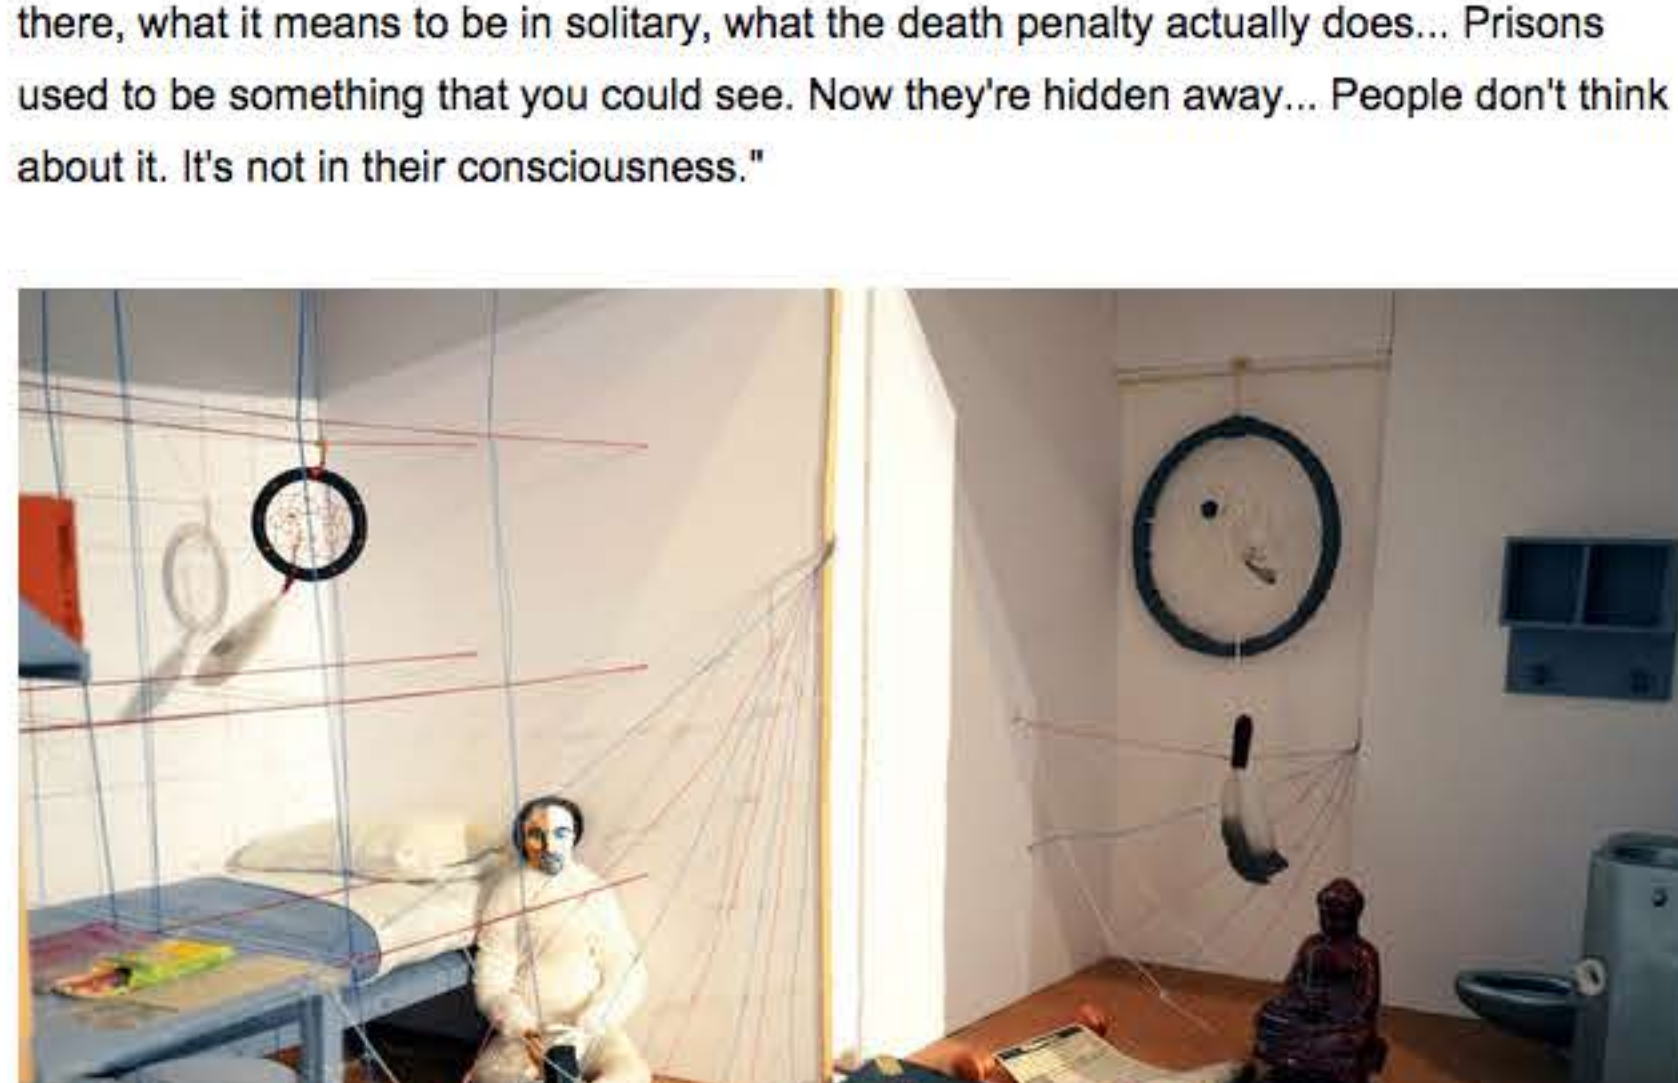 there, what it means to be in solitary, what the death penalty actually does... Prisons
used to be something that you could see. Now they're hidden away... People don't think
about it. It's not in their consciousness."